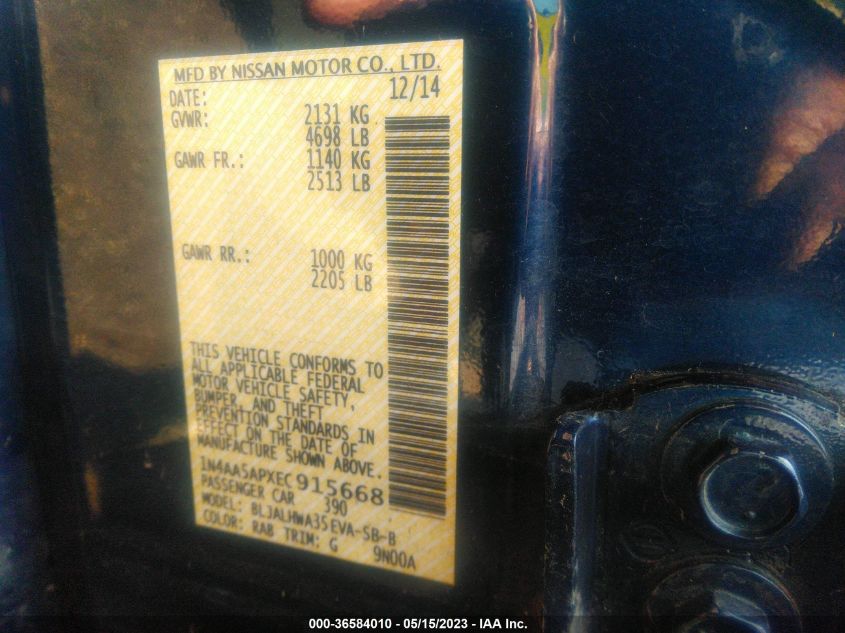 MFD BY NISSAN MOTOR CO., LTD.
DATE: 12/14
GVWR: 2131 KG
4698 LB
GAWR FR.: 1140 KG
2513 LB
GAWR RR.: 1000 KG
2205 LB
THIS VEHICLE CONFORMS TO
ALL APPLICABLE FEDERAL
MOTOR VEHICLE SAFETY,
BUMPER, AND THEFT
PREVENTION STANDARDS IN
EFFECT ON THE DATE OF
MANUFACTURE SHOWN ABOVE.
1N4AA5APXEC915668
PASSENGER CAR 390
MODEL: BLJALHWA35EVA-SB-B
COLOR: RAB TRIM: G 9N00A
000-36584010 - 05/15/2023 - IAA Inc.